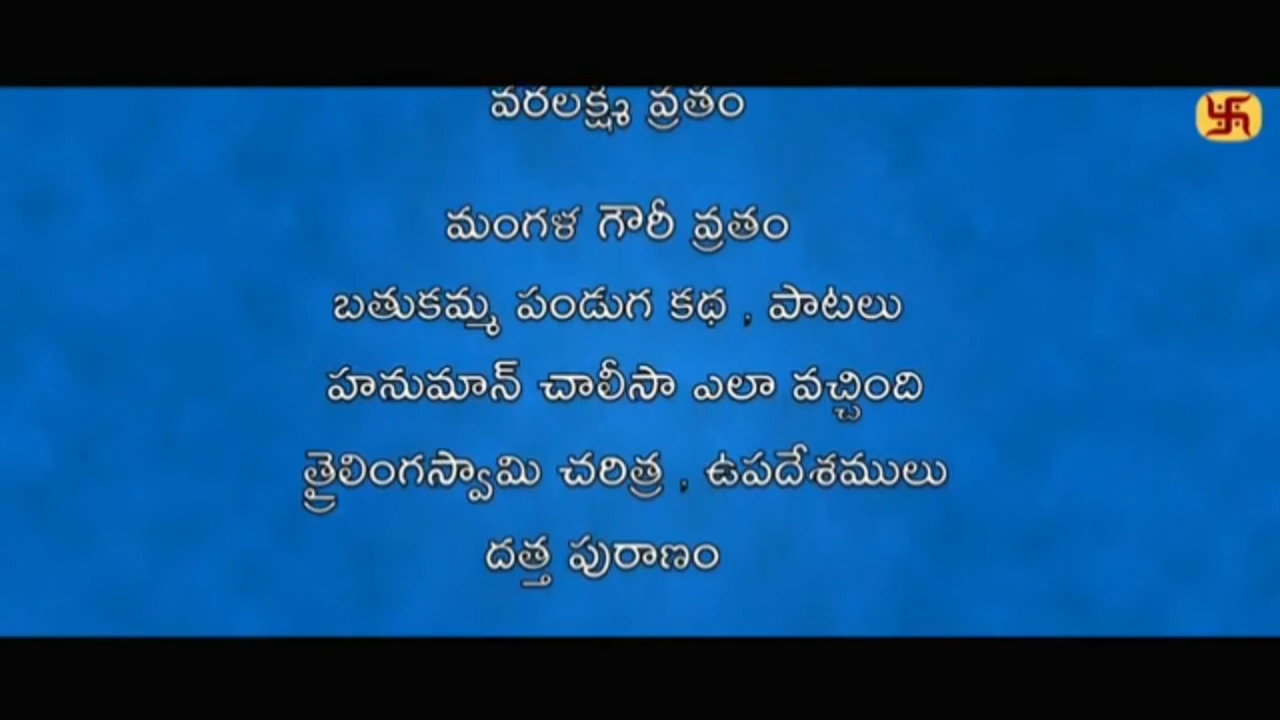 వరలక్ష్మి వ్రతం
మంగళ గౌరీ వ్రతం
బతుకమ్మ పండుగ కథ , పాటలు
హనుమాన్ చాలీసా ఎలా వచ్చింది
త్రైలింగస్వామి చరిత్ర , ఉపదేశములు
దత్త పురాణం